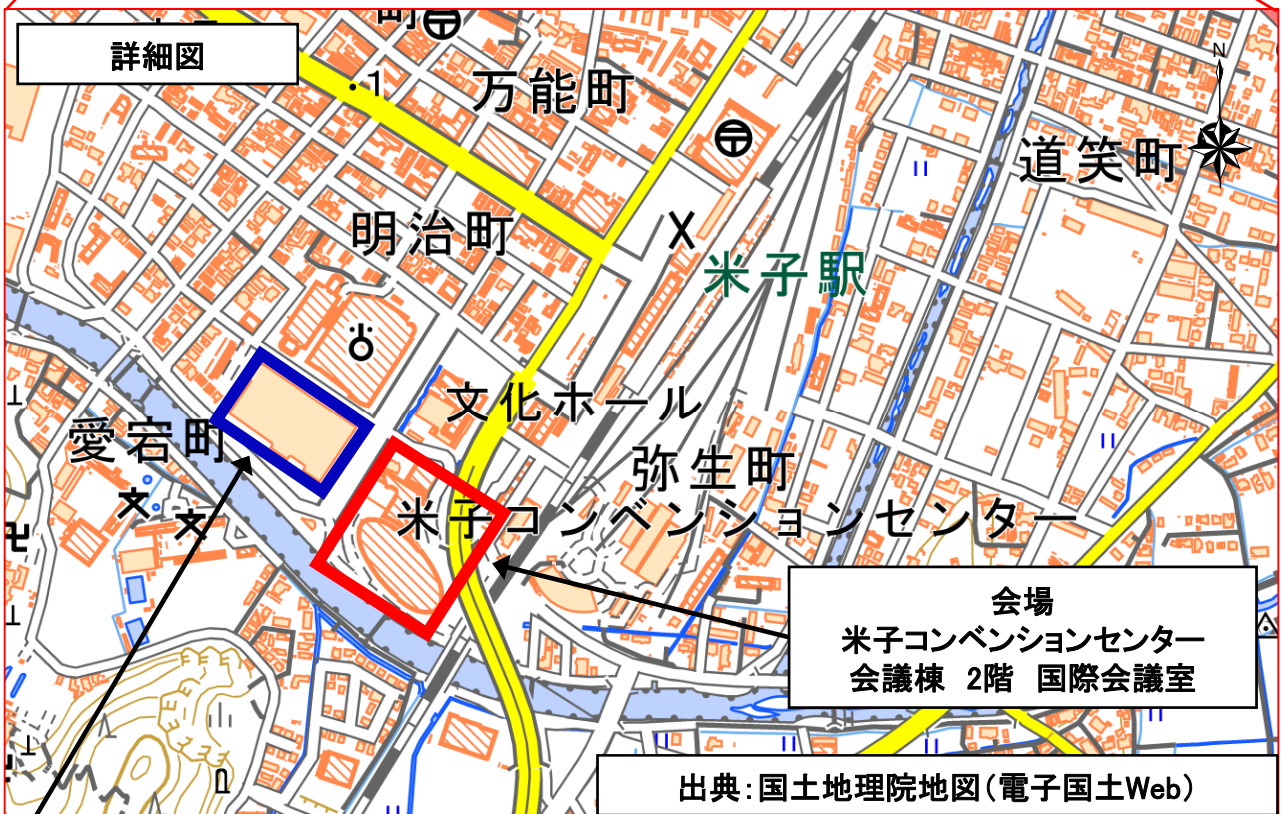 詳細図
町
万能町
・1
N
道笑町
明治町
米子駅
文化ホール
愛宕町
弥生町
米子コンベンションセンター
会場
米子コンベンションセンター
会議棟 2階 国際会議室
出典：国土地理院地図（電子国土Web）